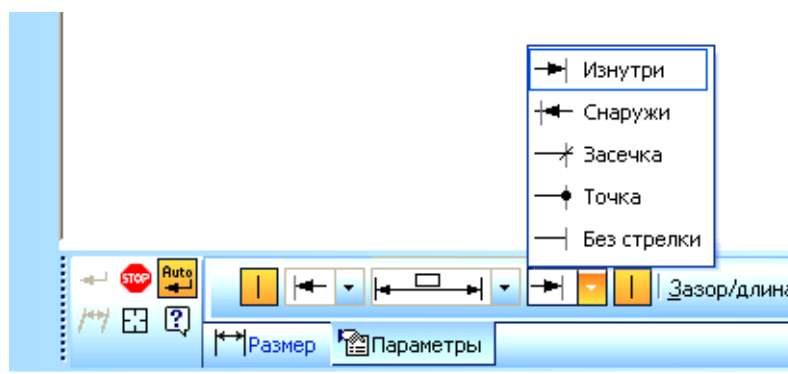 Изнутри
Снаружи
Засечка
Точка
Без стрелки
STOP Auto
Зазор/длина
Размер Параметры